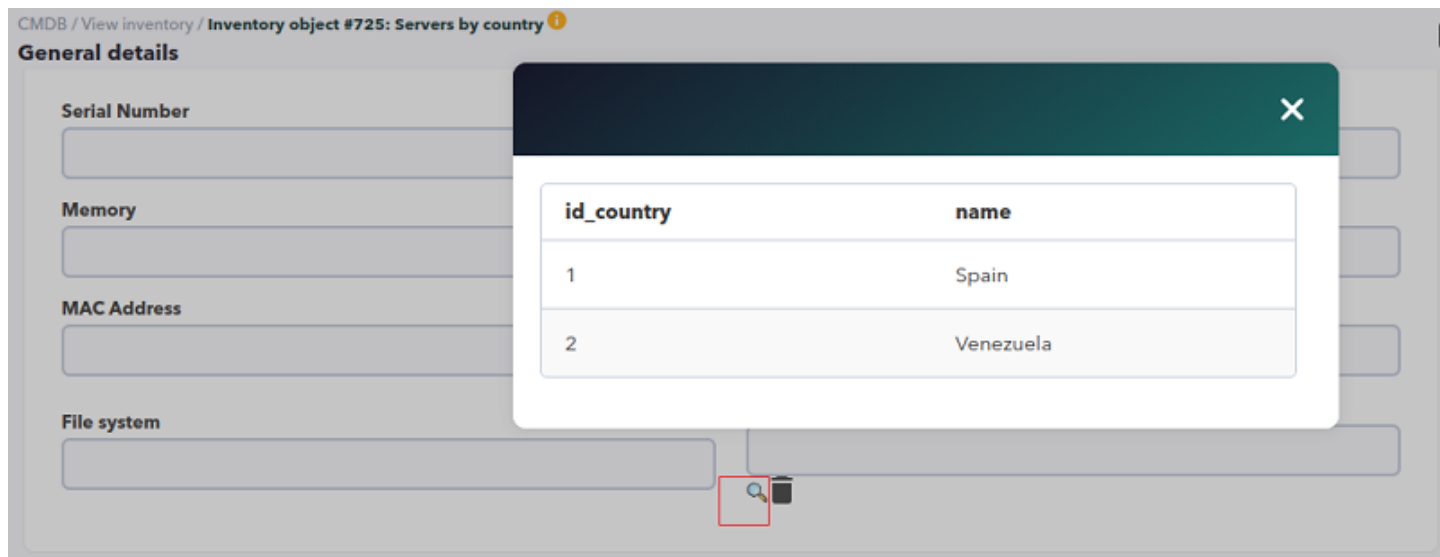 CMDB / View inventory / Inventory object #725: Servers by country
General details
Serial Number
Memory
MAC Address
File system
id_country name
1 Spain
2 Venezuela